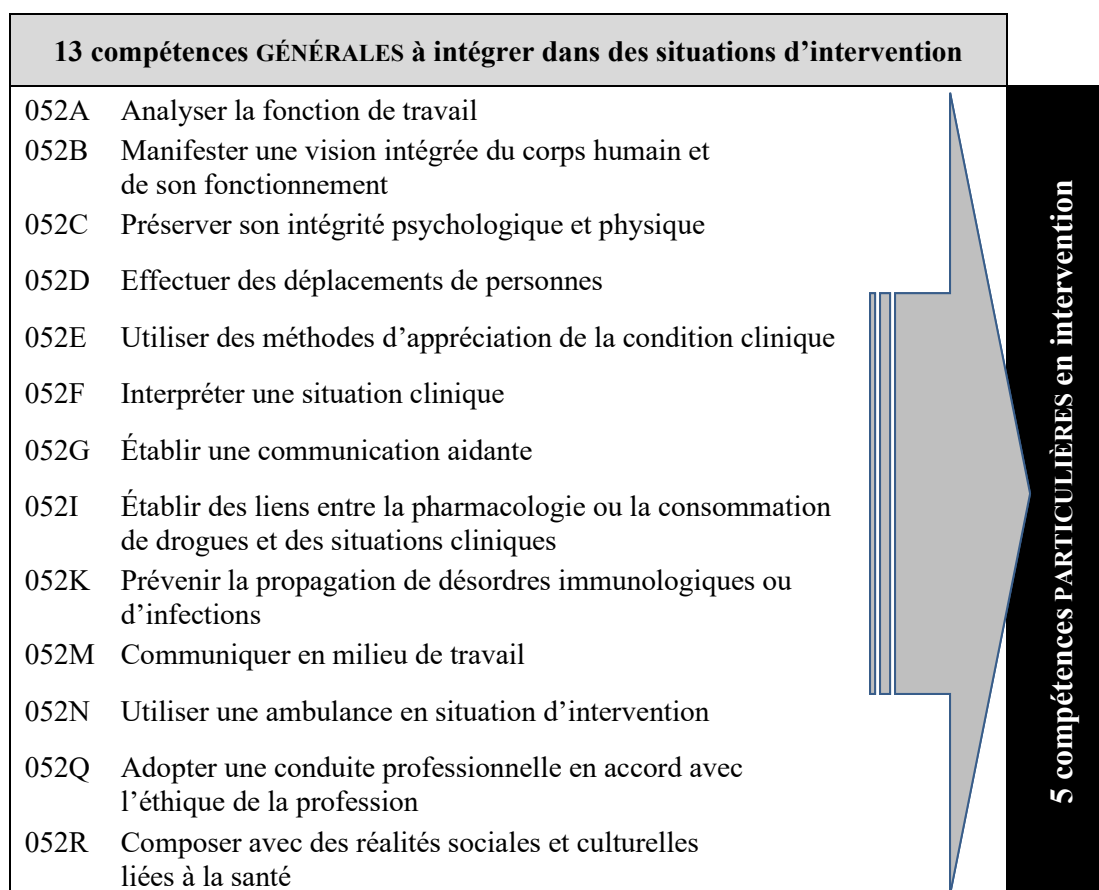 13 compétences GÉNÉRALES à intégrer dans des situations d’intervention
052A Analyser la fonction de travail
052B Manifester une vision intégrée du corps humain et
de son fonctionnement
052C Préserver son intégrité psychologique et physique
052D Effectuer des déplacements de personnes
052E Utiliser des méthodes d’appréciation de la condition clinique
052F Interpréter une situation clinique
052G Établir une communication aidante
052I Établir des liens entre la pharmacologie ou la consommation
de drogues et des situations cliniques
052K Prévenir la propagation de désordres immunologiques ou
d’infections
052M Communiquer en milieu de travail
052N Utiliser une ambulance en situation d’intervention
052Q Adopter une conduite professionnelle en accord avec
l’éthique de la profession
052R Composer avec des réalités sociales et culturelles
liées à la santé
5 compétences PARTICULIÈRES en intervention